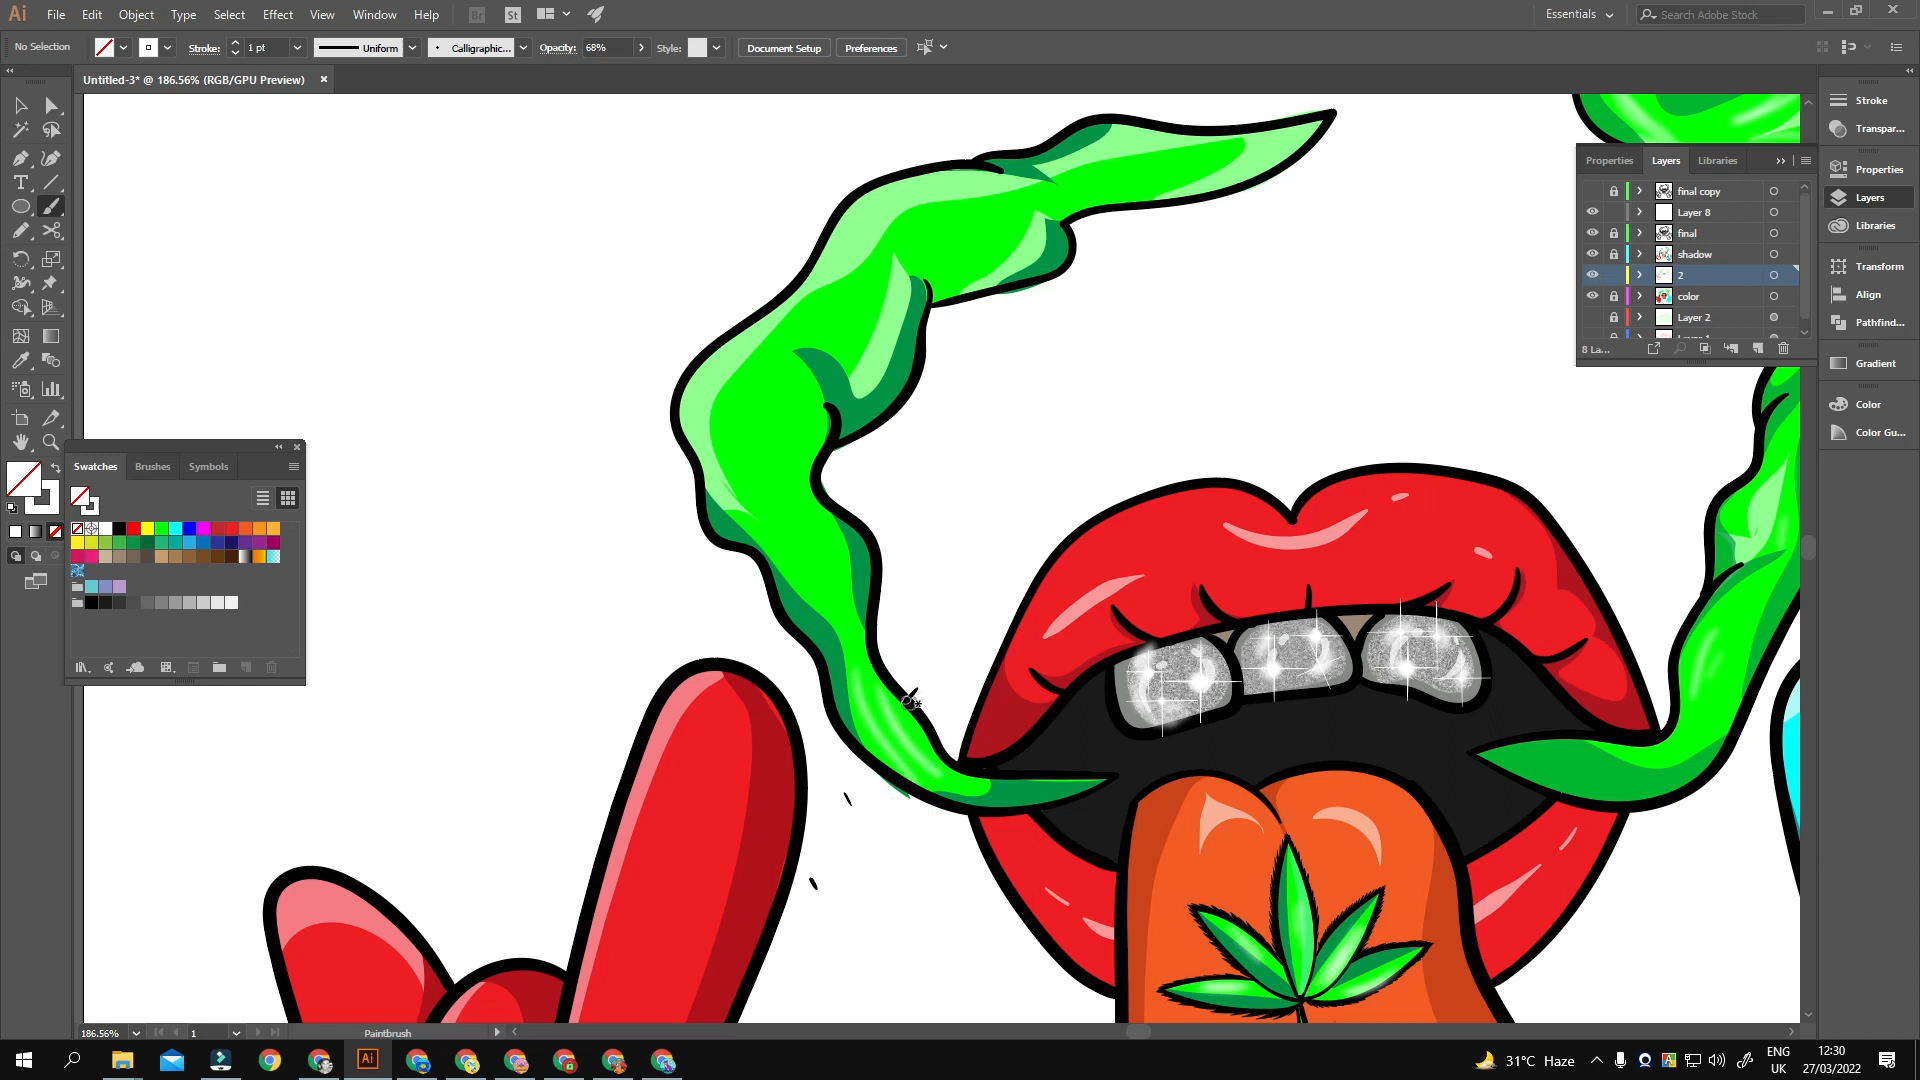 Ai File Edit Object Type Select Effect View Window Help Br St Essentials Search Adobe Stock
No Selection Stroke: 1 pt Uniform Calligraphic... Opacity: 68% Style: Document Setup Preferences
Untitled-3* @ 186.56% (RGB/GPU Preview)
Stroke
Transpar...
Properties
Layers
Libraries
Transform
Align
Pathfind...
Gradient
Color
Color Gu...
Properties Layers Libraries
final copy
Layer 8
final
shadow
2
color
Layer 2
8 La...
Swatches Brushes Symbols
186.56% 1 Paintbrush
Ai 31°C Haze ENG UK 12:30 27/03/2022